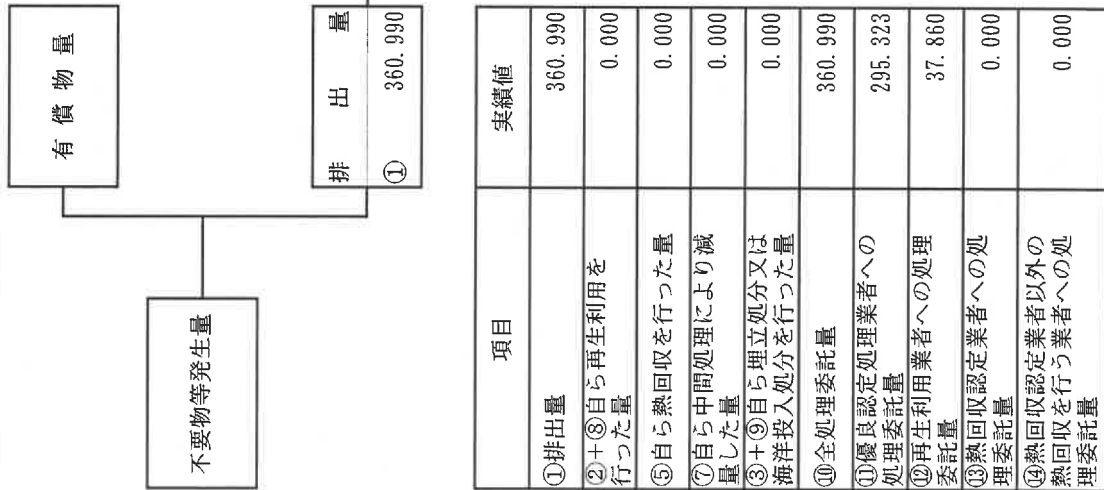 有償物量
不要物等発生量
排出量
① 360.990
項目 実績値
①排出量 360.990
②+⑧自ら再生利用を
行った量 0.000
⑤自ら熱回収を行った量 0.000
⑦自ら中間処理により減
量した量 0.000
③+⑨自ら埋立処分又は
海洋投入処分を行った量 0.000
⑩全処理委託量 360.990
⑪優良認定処理業者への
処理委託量 295.323
⑫再生利用業者への処理
委託量 37.860
⑬熱回収認定業者への処
理委託量 0.000
⑭熱回収認定業者以外の
熱回収を行う業者への処
理委託量 0.000